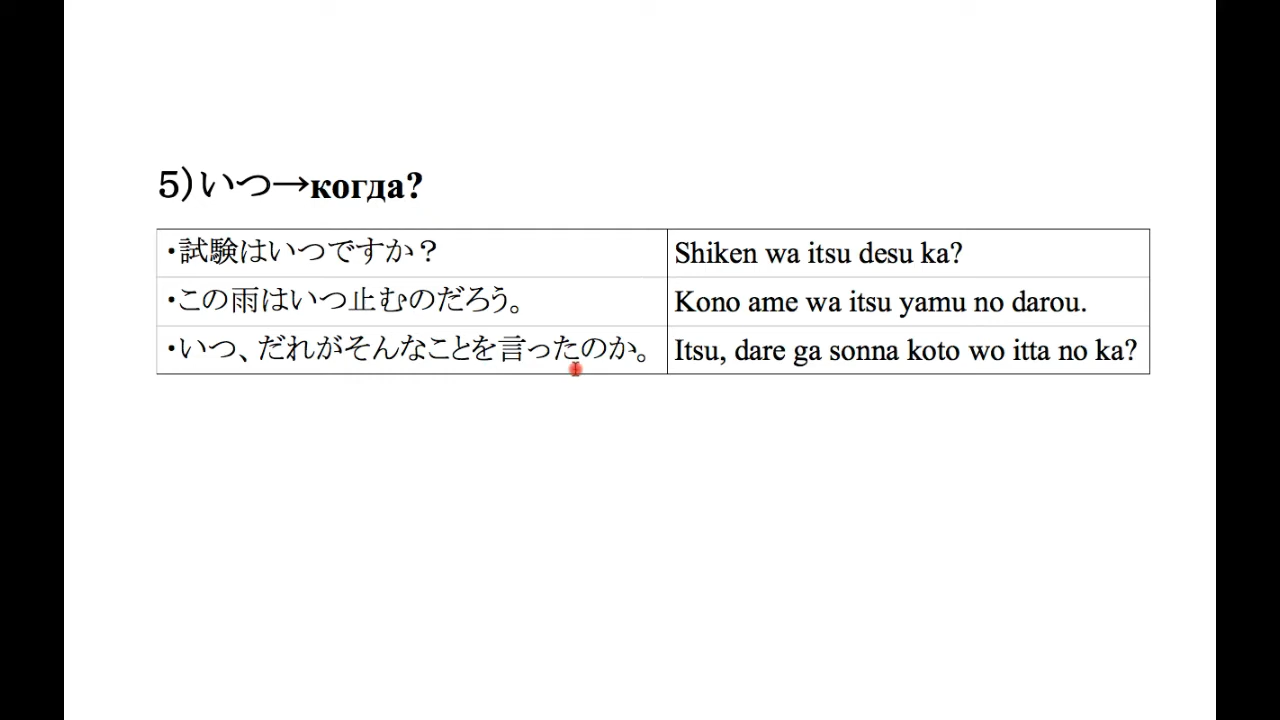 ５）いつ→когда?
・試験はいつですか？ Shiken wa itsu desu ka?
・この雨はいつ止むのだろう。 Kono ame wa itsu yamu no darou.
・いつ、だれがそんなことを言ったのか。 Itsu, dare ga sonna koto wo itta no ka?